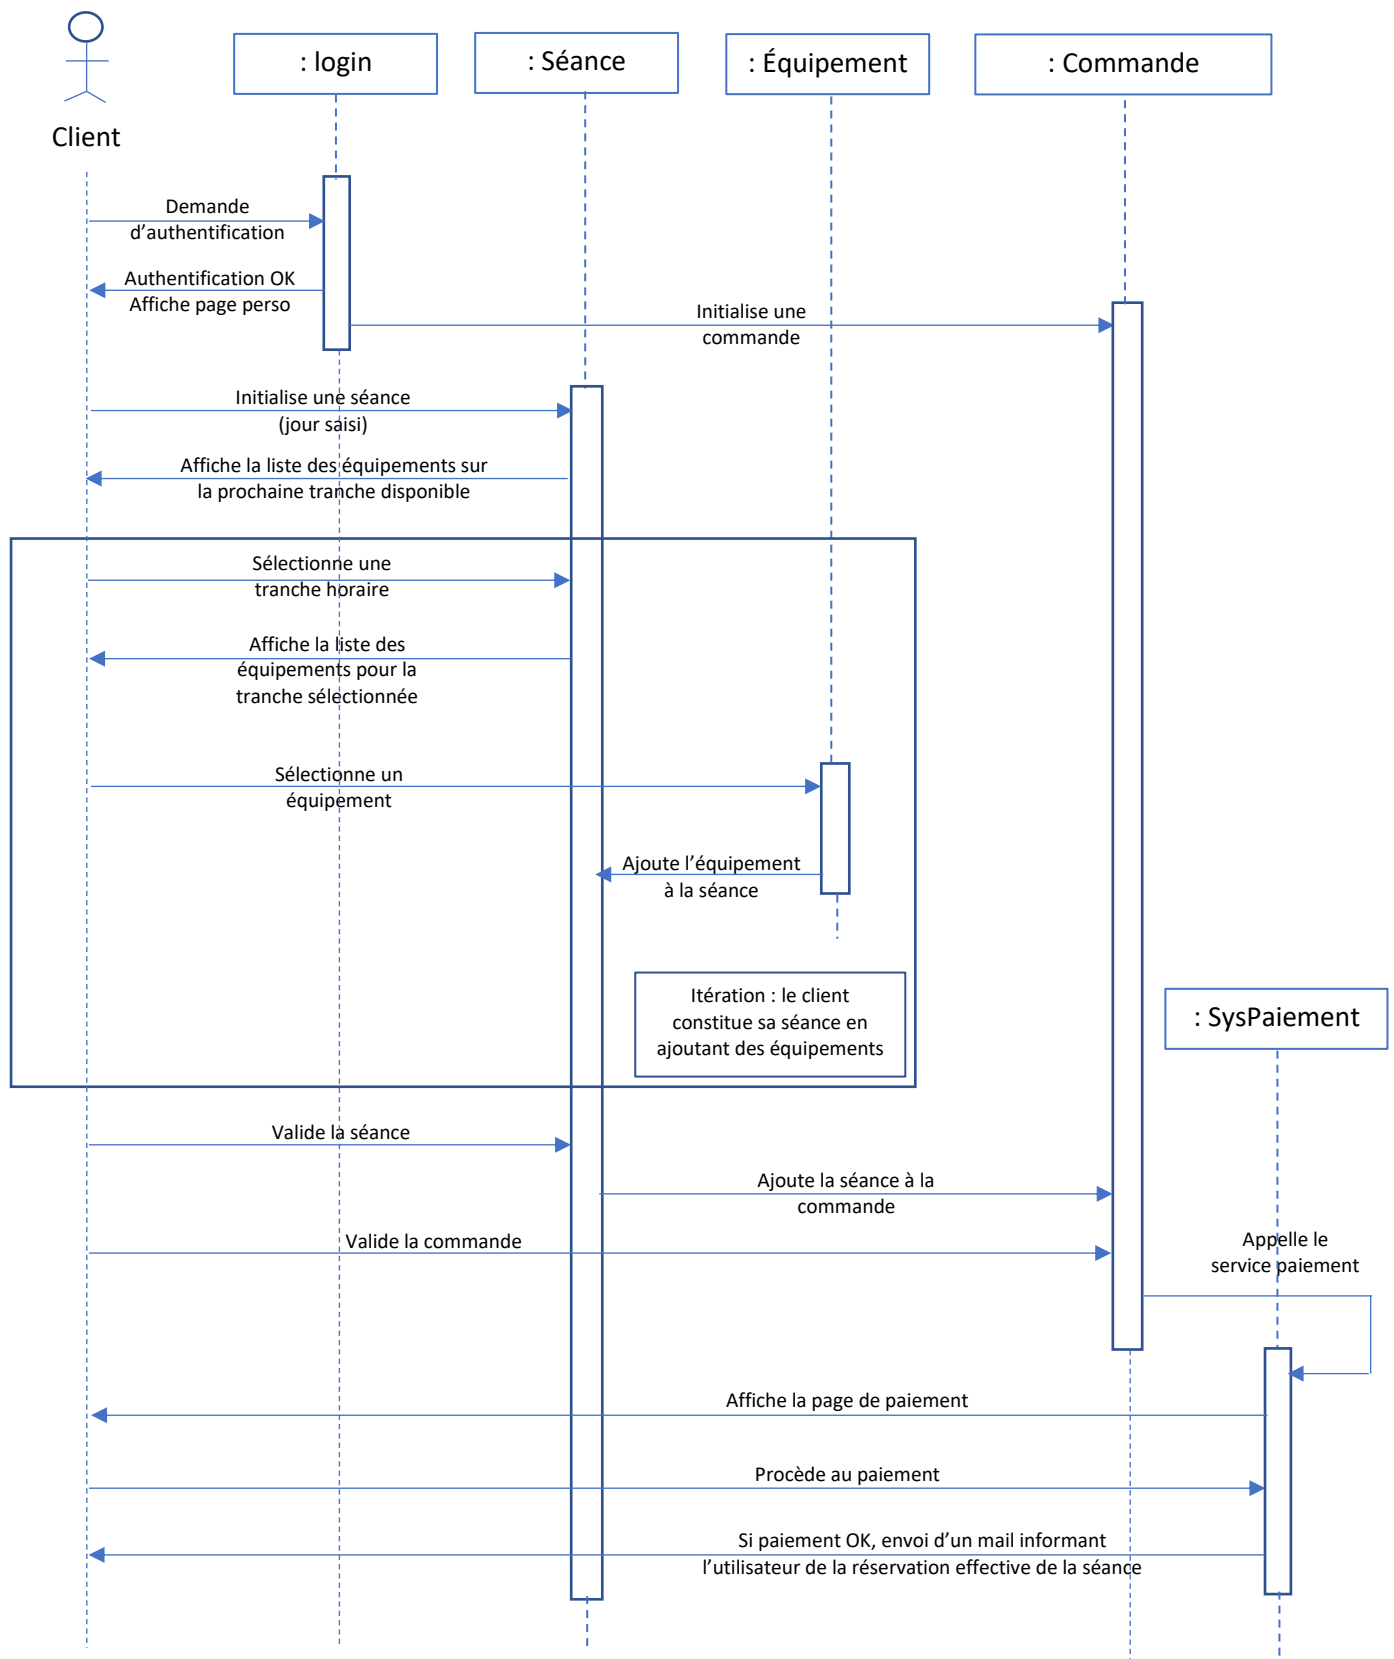 : login
: Séance
: Équipement
: Commande
Client
Demande
d’authentification
Authentification OK
Affiche page perso
Initialise une
commande
Initialise une séance
(jour saisi)
Affiche la liste des équipements sur
la prochaine tranche disponible
Sélectionne une
tranche horaire
Affiche la liste des
équipements pour la
tranche sélectionnée
Sélectionne un
équipement
Ajoute l’équipement
à la séance
Itération : le client
constitue sa séance en
ajoutant des équipements
: SysPaiement
Valide la séance
Ajoute la séance à la
commande
Valide la commande
Appelle le
service paiement
Affiche la page de paiement
Procède au paiement
Si paiement OK, envoi d’un mail informant
l’utilisateur de la réservation effective de la séance